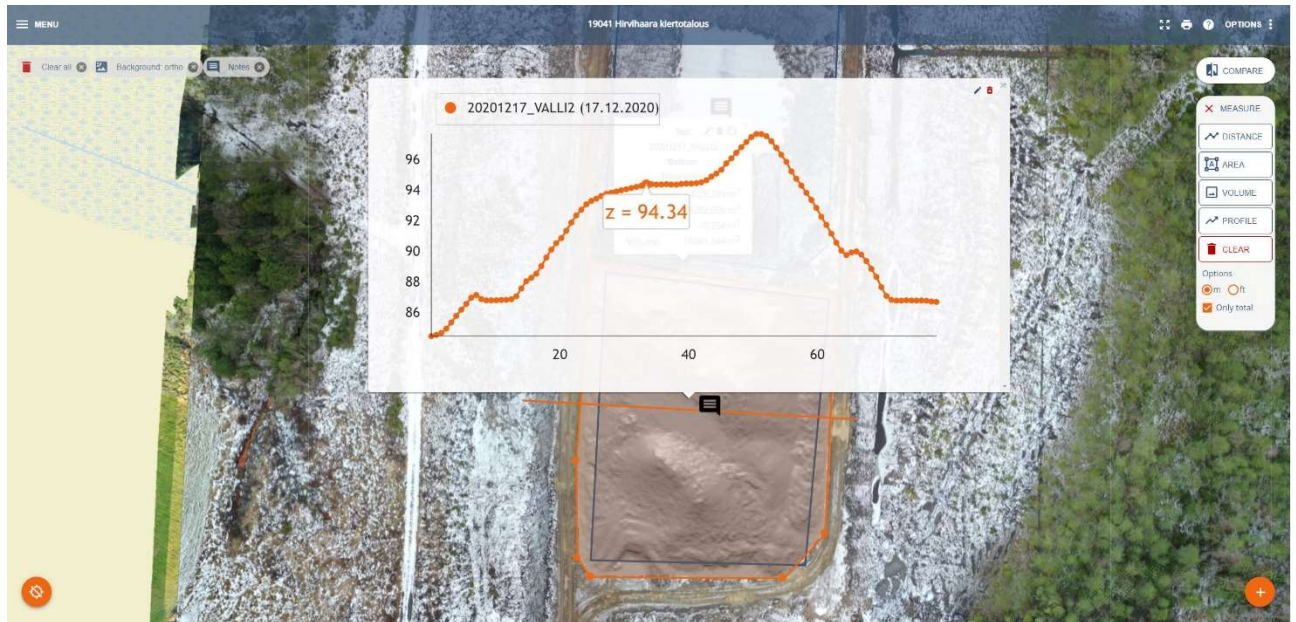 MENU
19041 Hirvihaara kiertotalous
OPTIONS
Clear all
Background: ortho
Notes
COMPARE
MEASURE
DISTANCE
AREA
VOLUME
PROFILE
CLEAR
Options
m ft
Only total
20201217_VALLI2 (17.12.2020)
96
94
92
90
88
86
z = 94.34
20 40 60